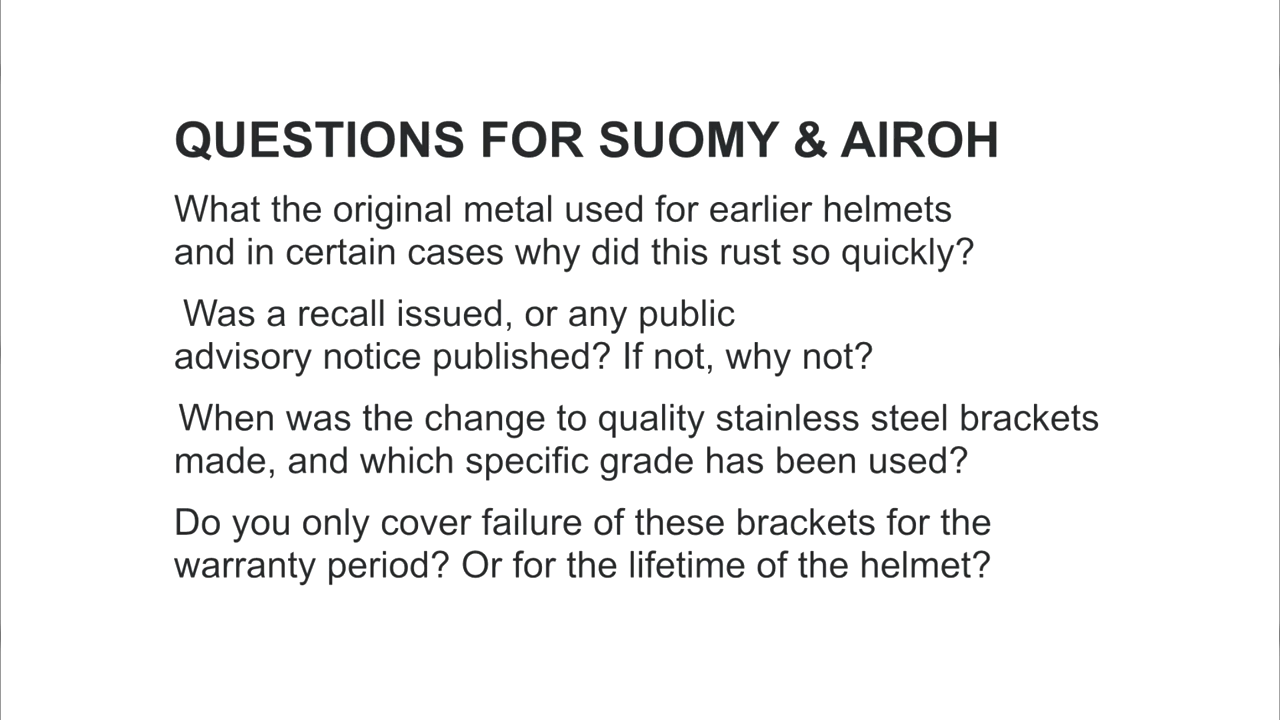 QUESTIONS FOR SUOMY & AIROH
What the original metal used for earlier helmets
and in certain cases why did this rust so quickly?
Was a recall issued, or any public
advisory notice published? If not, why not?
When was the change to quality stainless steel brackets
made, and which specific grade has been used?
Do you only cover failure of these brackets for the
warranty period? Or for the lifetime of the helmet?